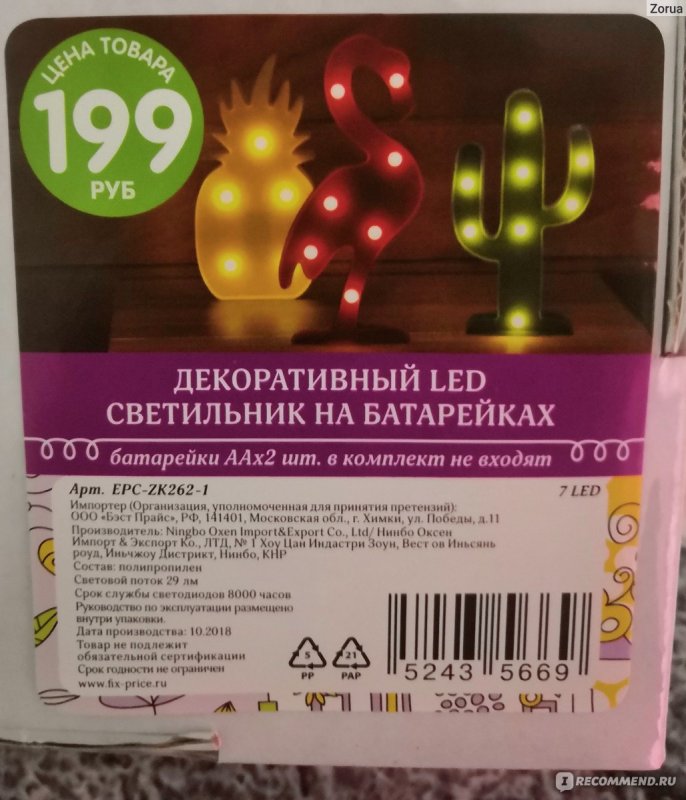 Zorua
ЦЕНА ТОВАРА
199
РУБ
ДЕКОРАТИВНЫЙ LED
СВЕТИЛЬНИК НА БАТАРЕЙКАХ
батарейки ААх2 шт. в комплект не входят
Арт. EPC-ZK262-1
7 LED
Импортер (Организация, уполномоченная для принятия претензий):
ООО «Бэст Прайс», РФ, 141401, Московская обл., г. Химки, ул. Победы, д.11
Производитель: Ningbo Oxen Import&Export Co., Ltd/ Нинбо Оксен
Импорт & Экспорт Ко., ЛТД, № 1 Хоу Цан Индастри Зоун, Вест ов Иньсянь
роуд, Иньчжоу Дистрикт, Нинбо, КНР
Состав: полипропилен
Световой поток 29 лм
Срок службы светодиодов 8000 часов
Руководство по эксплуатации размещено
внутри упаковки.
Дата производства: 10.2018
Товар не подлежит
обязательной сертификации
Срок годности не ограничен
www.fix-price.ru
5
PP
21
PAP
5243 5669
IRECOMMEND.RU